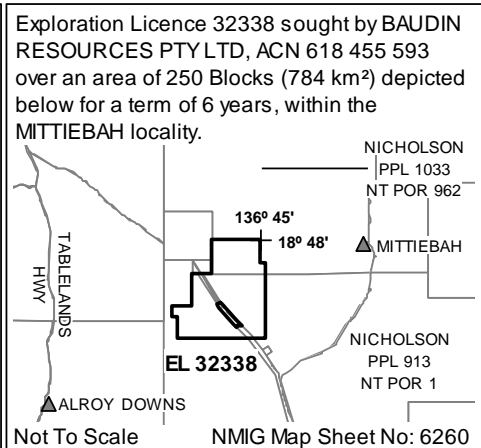 Exploration Licence 32338 sought by BAUDIN
RESOURCES PTY LTD, ACN 618 455 593
over an area of 250 Blocks (784 km²) depicted
below for a term of 6 years, within the
MITTIEBAH locality.
NICHOLSON
PPL 1033
NT POR 962
136º 45'
18º 48'
MITTIEBAH
TABLELANDS
HWY
EL 32338
NICHOLSON
PPL 913
NT POR 1
ALROY DOWNS
Not To Scale
NMIG Map Sheet No: 6260